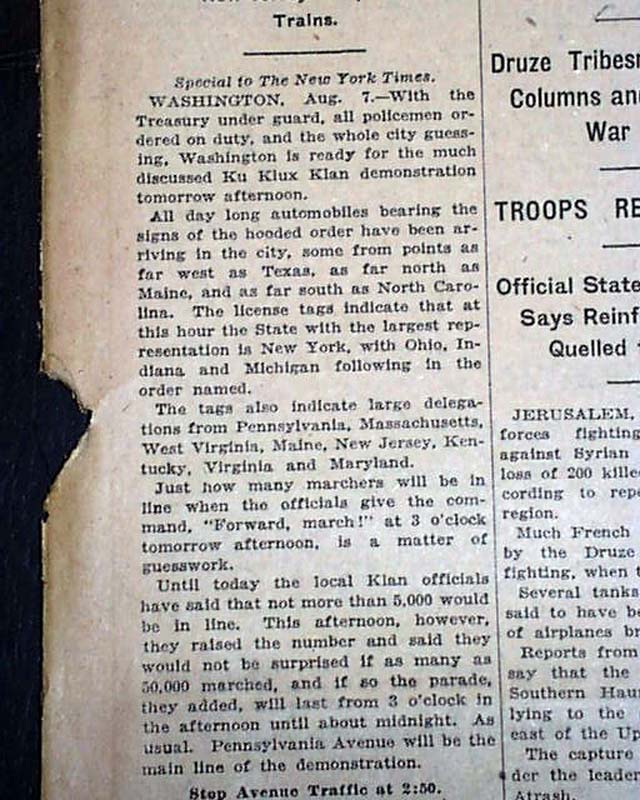 Trains.
Special to The New York Times.
WASHINGTON, Aug. 7.—With the
Treasury under guard, all policemen or-
dered on duty, and the whole city guess-
ing, Washington is ready for the much
discussed Ku Klux Klan demonstration
tomorrow afternoon.
All day long automobiles bearing the
signs of the hooded order have been ar-
riving in the city, some from points as
far west as Texas, as far north as
Maine, and as far south as North Caro-
lina. The license tags indicate that at
this hour the State with the largest rep-
resentation is New York, with Ohio, In-
diana and Michigan following in the
order named.
The tags also indicate large delega-
tions from Pennsylvania, Massachusetts,
West Virginia, Maine, New Jersey, Ken-
tucky, Virginia and Maryland.
Just how many marchers will be in
line when the officials give the com-
mand, "Forward, march!" at 3 o'clock
tomorrow afternoon, is a matter of
guesswork.
Until today the local Klan officials
have said that not more than 5,000 would
be in line. This afternoon, however,
they raised the number and said they
would not be surprised if as many as
50,000 marched, and if so the parade,
they added, will last from 3 o'clock in
the afternoon until about midnight. As
usual. Pennsylvania Avenue will be the
main line of the demonstration.
Stop Avenue Traffic at 2:50.
Druze Tribes
Columns an
War
TROOPS RE
Official State
Says Reinf
Quelled
JERUSALEM,
forces fighting
against Syrian
loss of 200 kille
cording to rep
region.
Much French
by the Druze
fighting, when t
Several tanks
said to have be
of airplanes br
Reports from
say that the
Southern Hau
lying to the
east of the Up
The capture
der the leader
Atrash.